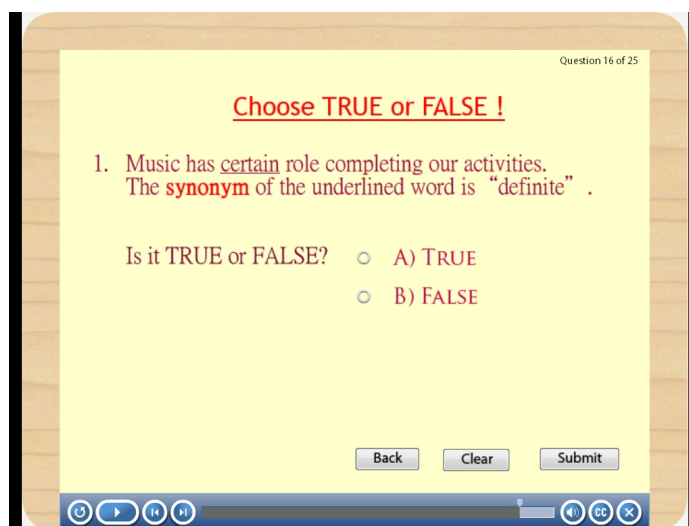 Question 16 of 25
Choose TRUE or FALSE !
1. Music has certain role completing our activities.
The synonym of the underlined word is “definite” .
Is it TRUE or FALSE?
A) TRUE
B) FALSE
Back Clear Submit
CC